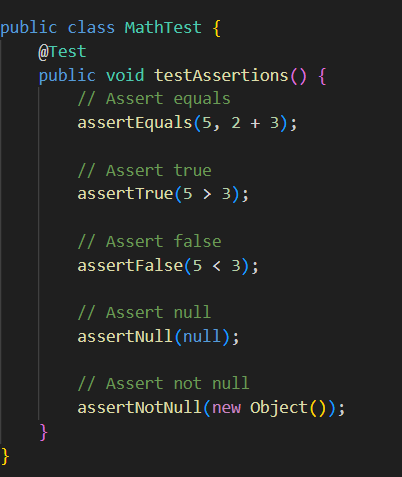 public class MathTest {
    @Test
    public void testAssertions() {
        // Assert equals
        assertEquals(5, 2 + 3);

        // Assert true
        assertTrue(5 > 3);

        // Assert false
        assertFalse(5 < 3);

        // Assert null
        assertNull(null);

        // Assert not null
        assertNotNull(new Object());
    }
}